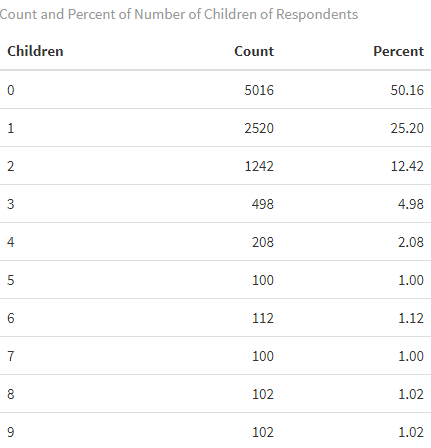 Count and Percent of Number of Children of Respondents
Children Count Percent
0 5016 50.16
1 2520 25.20
2 1242 12.42
3 498 4.98
4 208 2.08
5 100 1.00
6 112 1.12
7 100 1.00
8 102 1.02
9 102 1.02